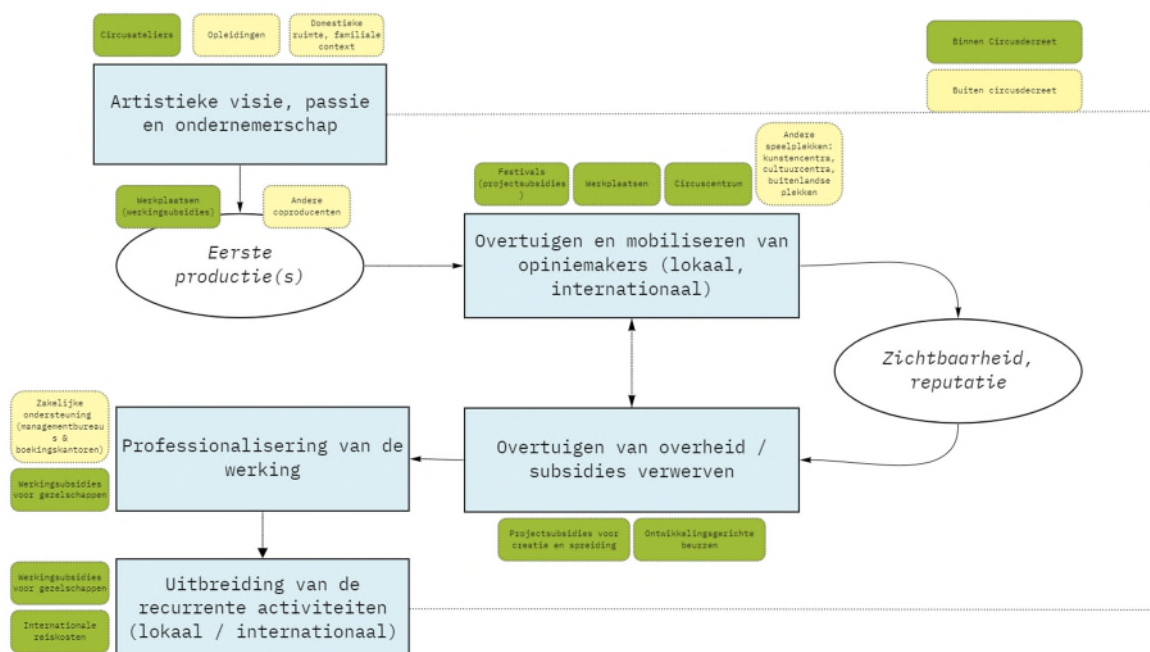 Circusateliers
Opleidingen
Domestieke
ruimte, familiale
context
Binnen Circusdecreet
Buiten circusdecreet
Artistieke visie, passie
en ondernemerschap
Werkplaatsen
(werkingsubsidies)
Andere
coproducenten
Eerste
productie(s)
Festivals
(projectsubsidies
)
Werkplaatsen
Circuscentrum
Andere
speelplekken:
kunstencentra,
cultuurcentra,
buitenlandse
plekken
Overtuigen en mobiliseren van
opiniemakers (lokaal,
internationaal)
Zichtbaarheid,
reputatie
Zakelijke
ondersteuning
(managementbureau
s &
boekingskantoren)
Werkingsubsidies
voor gezelschappen
Professionalisering van de
werking
Overtuigen van overheid /
subsidies verwerven
Projectsubsidies voor
creatie en spreiding
Ontwikkelingsgerichte
beurzen
Werkingsubsidies
voor gezelschappen
Internationale
reiskosten
Uitbreiding van de
recurrente activiteiten
(lokaal / internationaal)